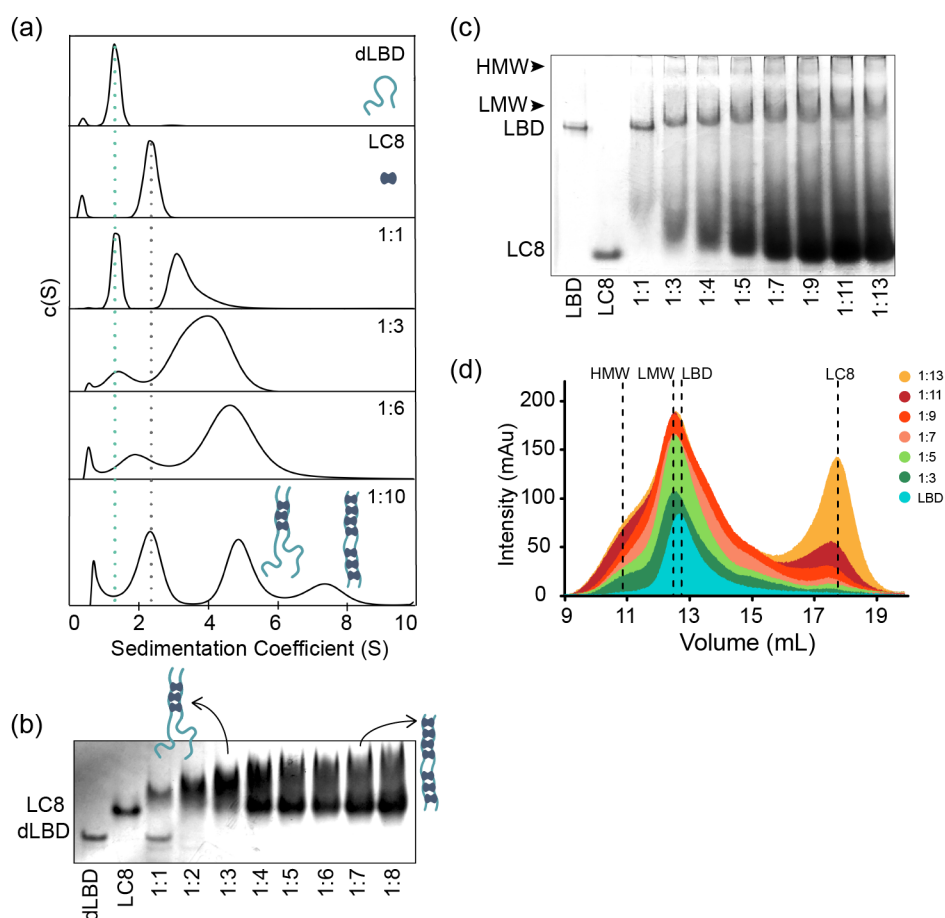 (a)
dLBD
LC8
1:1
1:3
1:6
1:10
c(S)
0 2 4 6 8 10
Sedimentation Coefficient (S)
(b)
LC8
dLBD
dLBD LC8 1:1 1:2 1:3 1:4 1:5 1:6 1:7 1:8
(c)
HMW
LMW
LBD
LC8
LBD LC8 1:1 1:3 1:4 1:5 1:7 1:9 1:11 1:13
(d)
HMW LMW LBD LC8
1:13
1:11
1:9
1:7
1:5
1:3
LBD
Intensity (mAu)
200
150
100
50
0
9 11 13 15 17 19
Volume (mL)